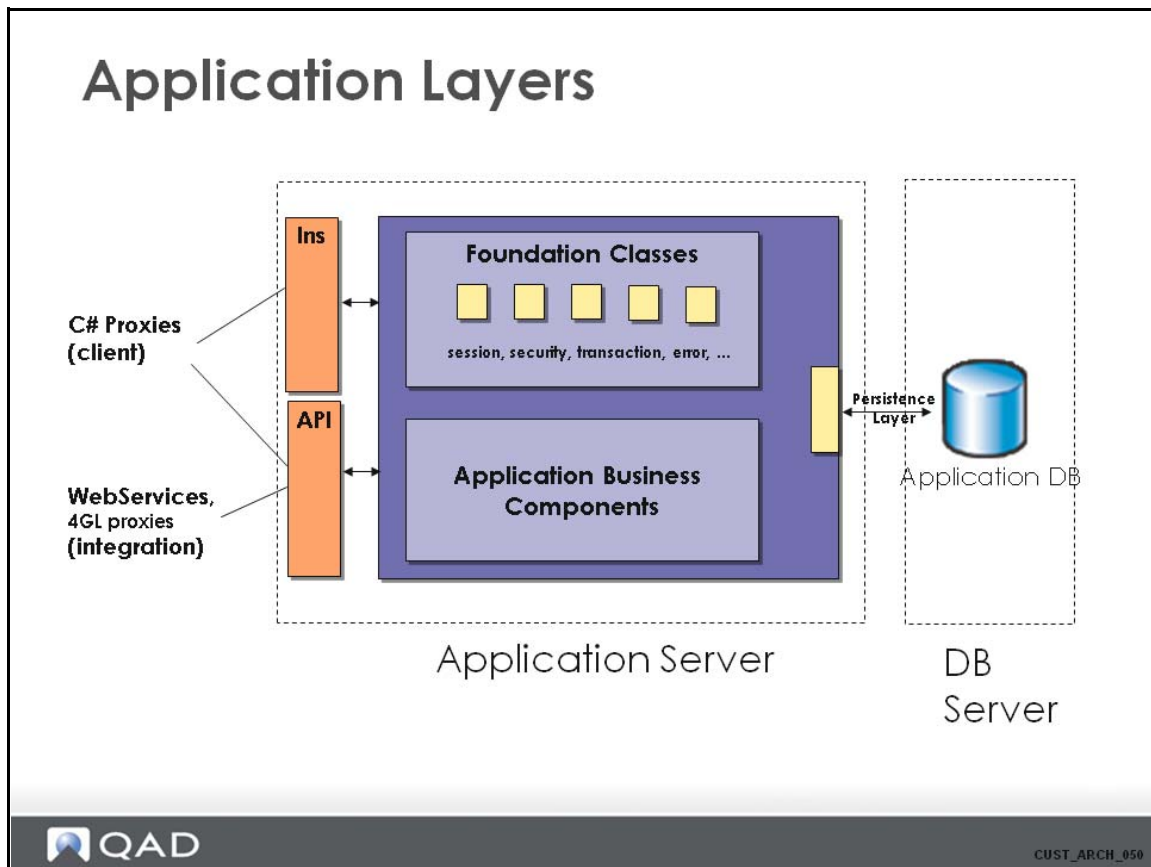 Application Layers
Ins
Foundation Classes
session, security, transaction, error, ...
C# Proxies
(client)
API
Persistence
Layer
Application DB
WebServices,
4GL proxies
(integration)
Application Business
Components
Application Server
DB
Server
QAD
CUST_ARCH_050